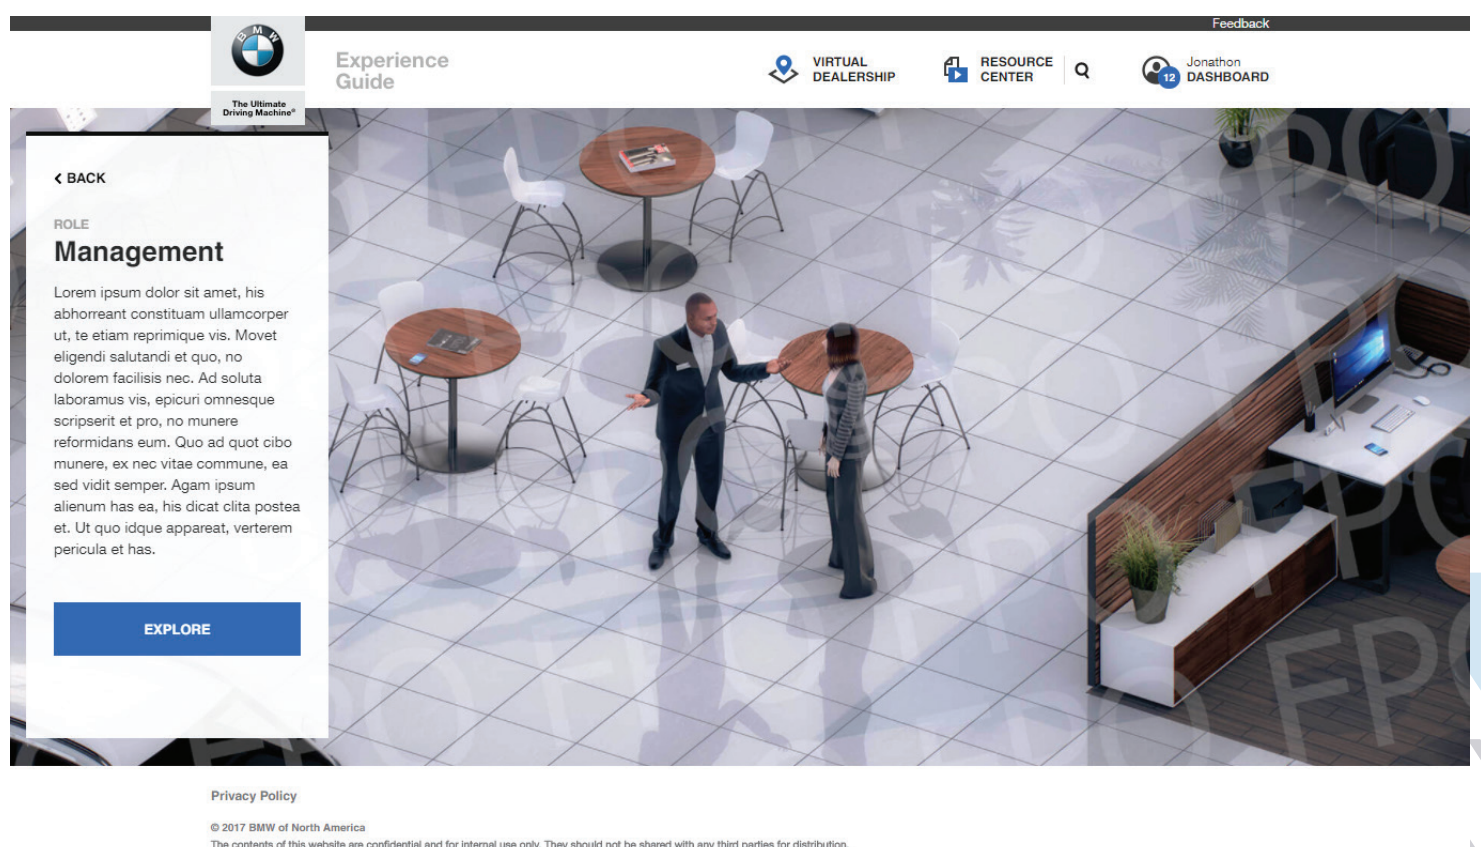 Feedback
BMW
The Ultimate
Driving Machine®
Experience
Guide
VIRTUAL
DEALERSHIP
RESOURCE
CENTER
12
Jonathon
DASHBOARD
BACK
ROLE
Management
Lorem ipsum dolor sit amet, his
abhorreant constituam ullamcorper
ut, te etiam reprimique vis. Movet
eligendi salutandi et quo, no
dolorem facilisis nec. Ad soluta
laboramus vis, epicuri omnesque
scripserit et pro, no munere
reformidans eum. Quo ad quot cibo
munere, ex nec vitae commune, ea
sed vidit semper. Agam ipsum
alienum has ea, his dicat clita postea
et. Ut quo idque appareat, verterem
pericula et has.
EXPLORE
FPO FPO FPO
Privacy Policy
© 2017 BMW of North America
The contents of this website are confidential and for internal use only. They should not be shared with any third parties for distribution.